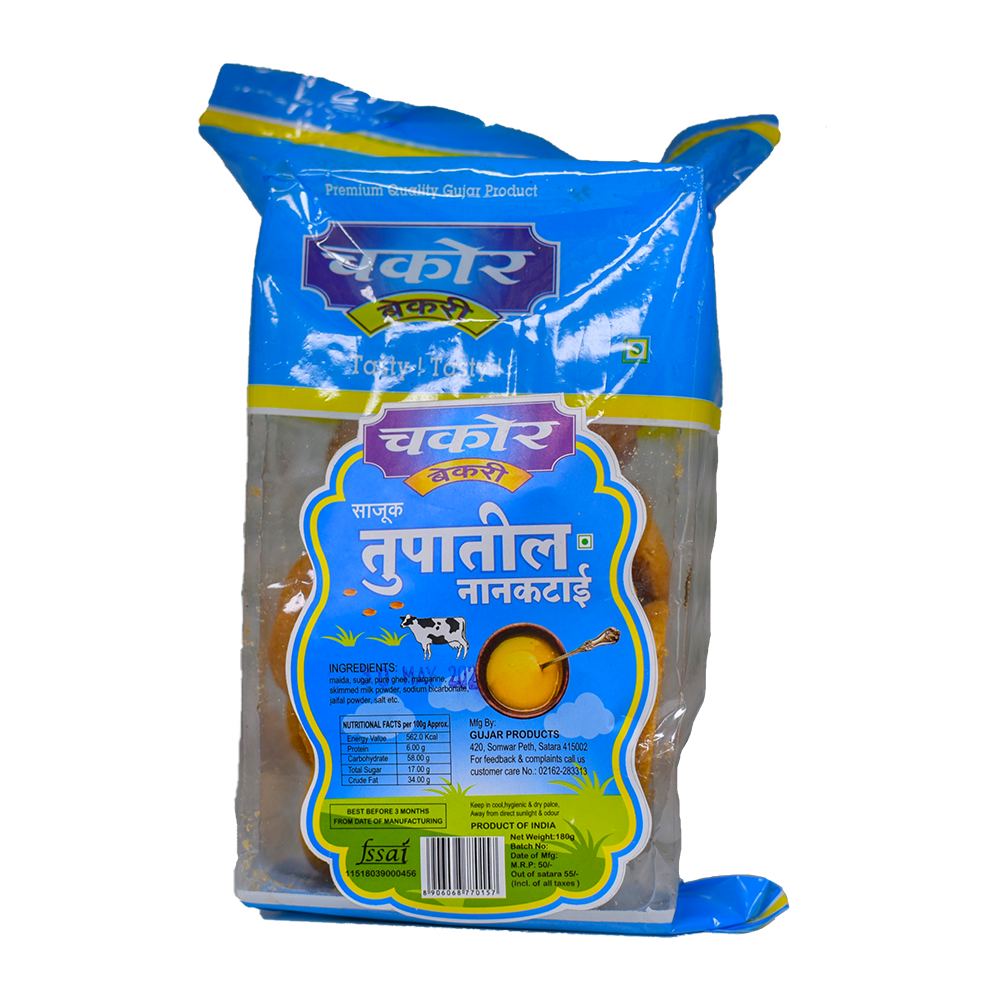 Premium Quality Gujar Product
चकोर
बेकरी
Tasty! Tasty!
चकोर
बेकरी
साजूक
तुपातील
नानकटाई
INGREDIENTS:
maida, sugar, pure ghee, margarine,
skimmed milk powder, sodium bicarbonate,
jaifal powder, salt etc.
MAY
NUTRITIONAL FACTS per 100g Approx.
Energy Value 562.0 Kcal
Protein 6.00 g
Carbohydrate 58.00 g
Total Sugar 17.00 g
Crude Fat 34.00 g
Mfg By:
GUJAR PRODUCTS
420, Somwar Peth, Satara 415002
For feedback & complaints call us
customer care No.: 02162-283313
BEST BEFORE 3 MONTHS
FROM DATE OF MANUFACTURING
Keep in cool,hygienic & dry palce,
Away from direct sunlight & odour
PRODUCT OF INDIA
fssai
11518039000456
8 906068 770157
Net Weight:180g
Batch No:
Date of Mfg:
M.R.P: 50/-
Out of satara 55/-
(Incl. of all taxes )